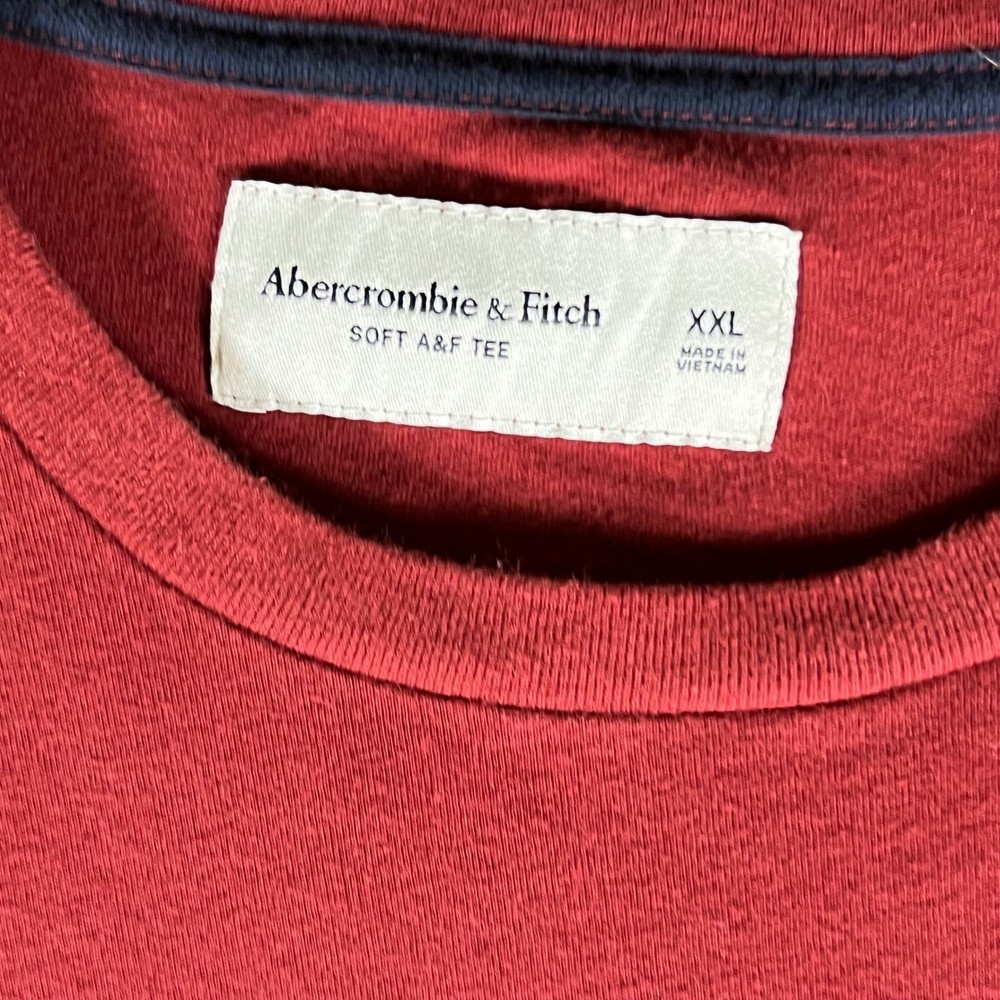 Abercrombie & Fitch
SOFT A&F TEE
XXL
MADE IN
VIETNAM